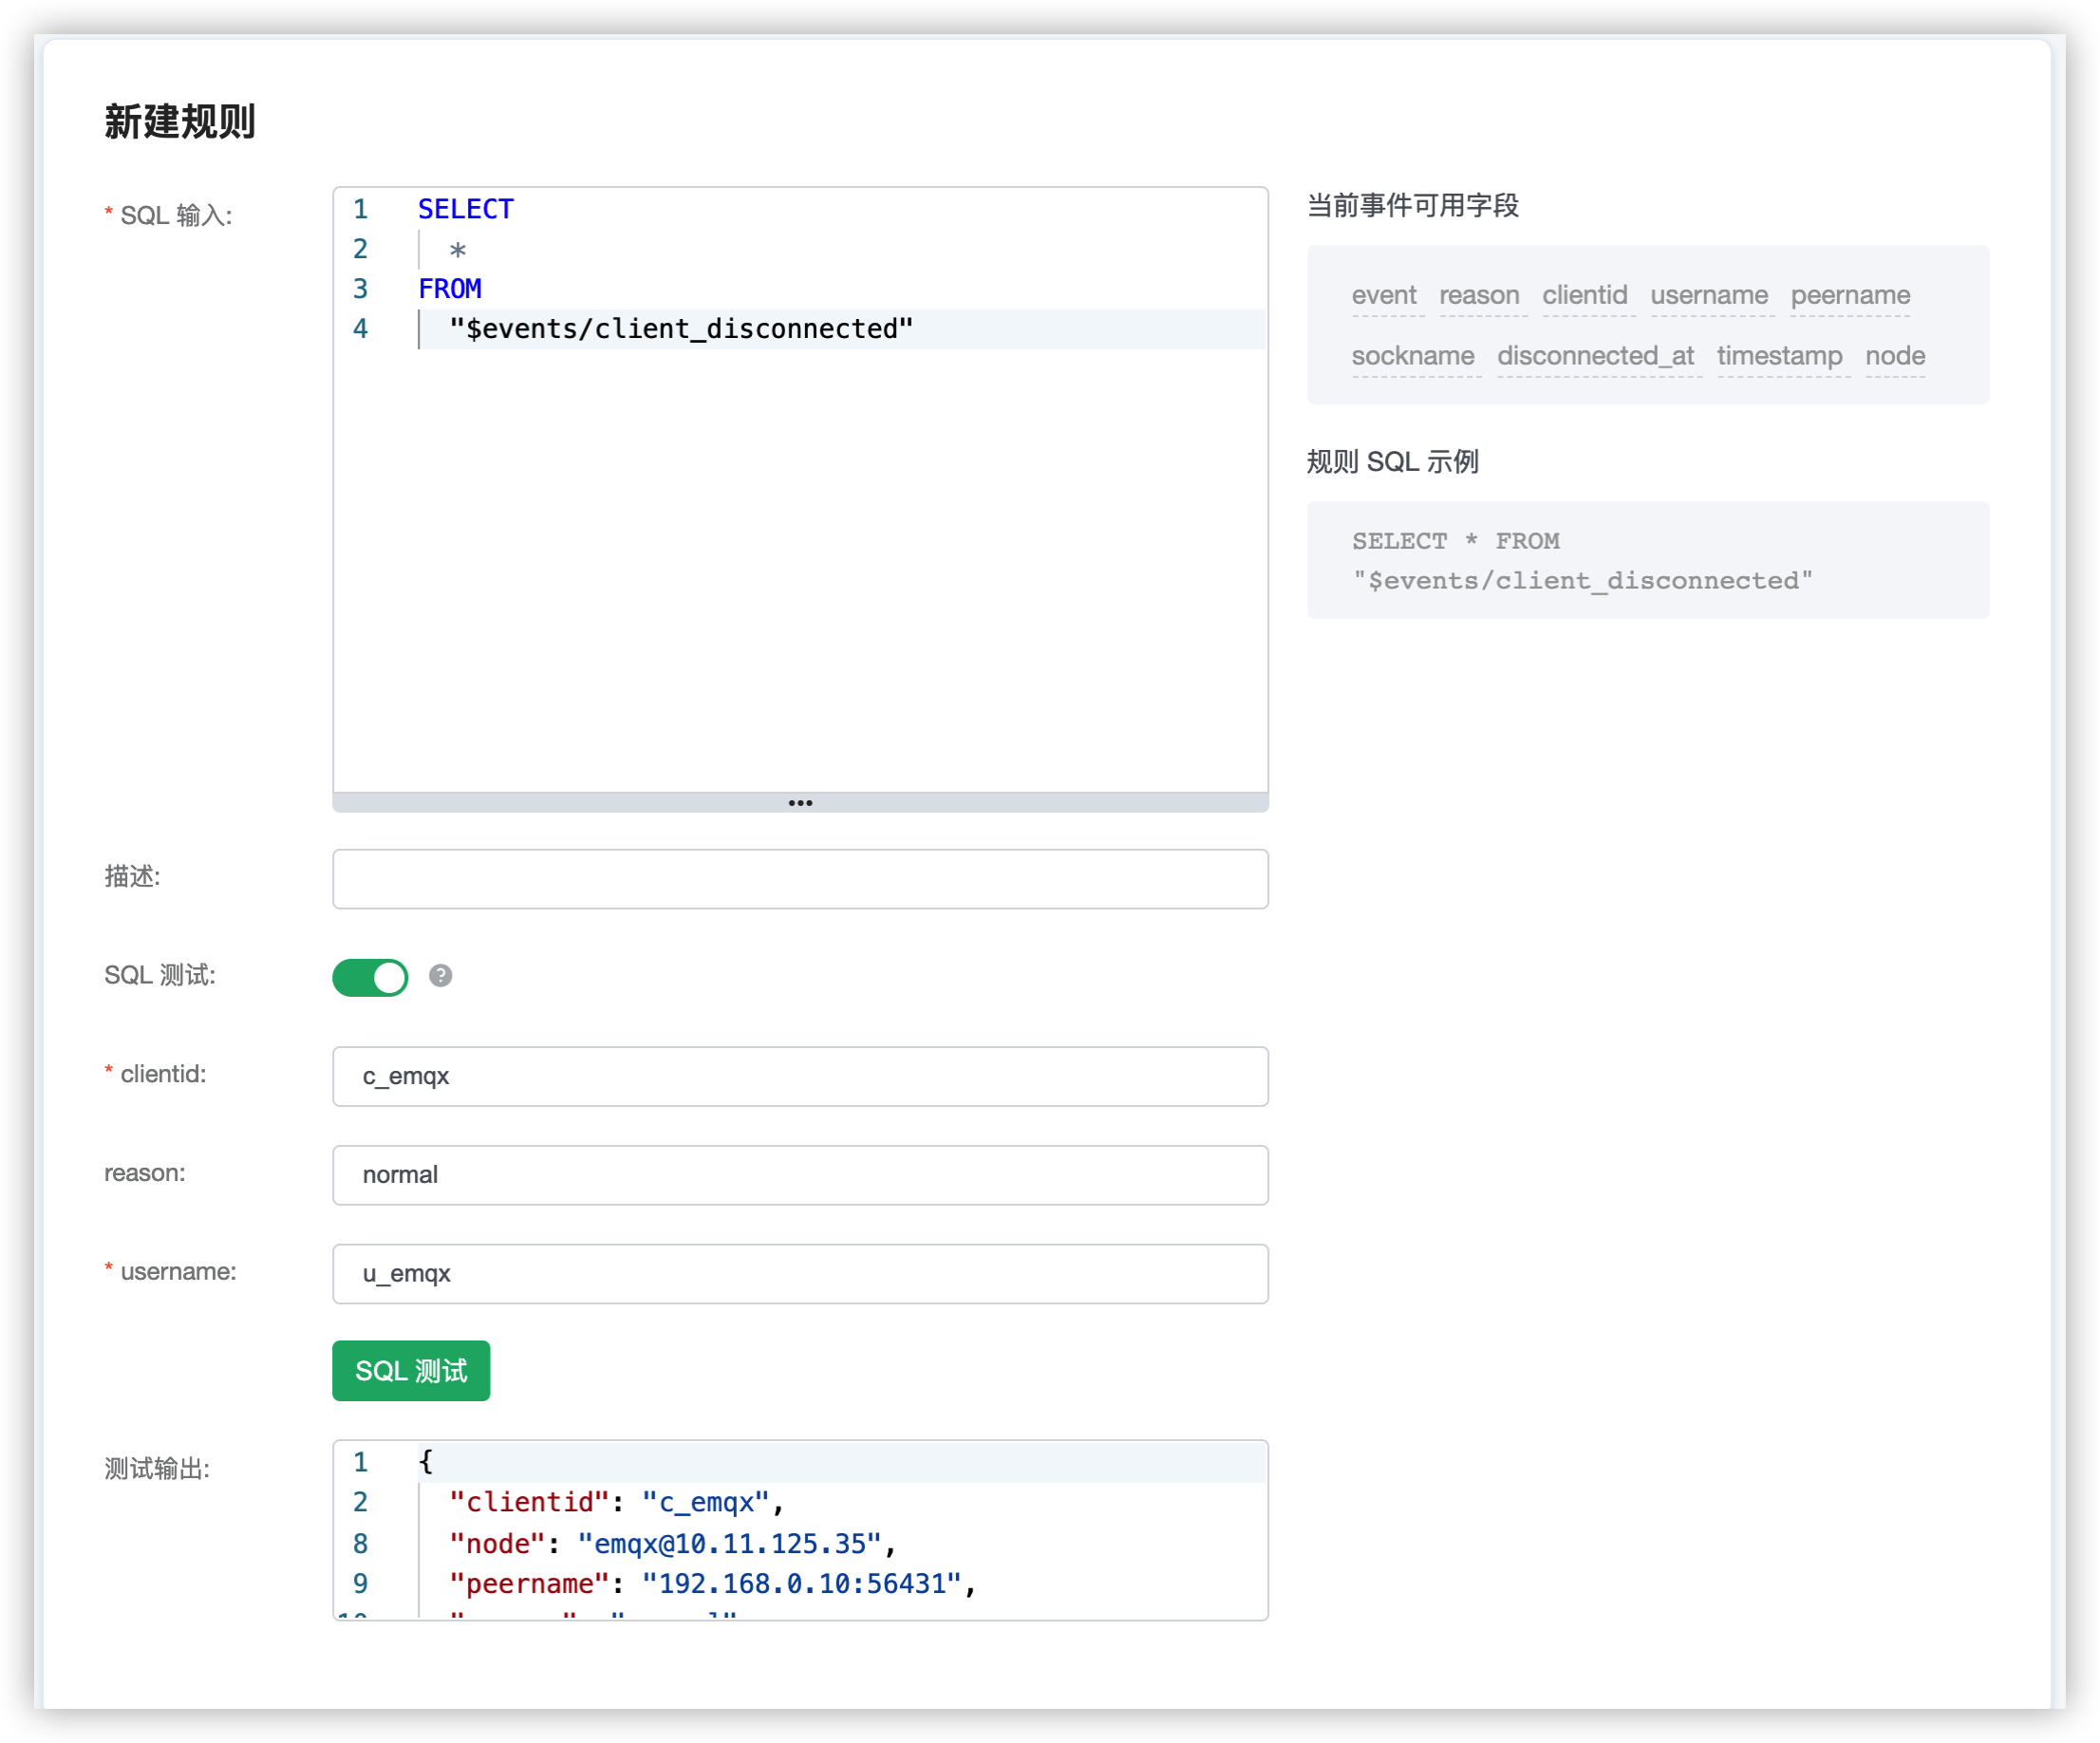 新建规则
* SQL 输入:
1 SELECT
2 *
3 FROM
4 "$events/client_disconnected"
当前事件可用字段
event reason clientid username peername
sockname disconnected_at timestamp node
规则 SQL 示例
SELECT * FROM
"$events/client_disconnected"
描述:
SQL 测试:
?
* clientid:
c_emqx
reason:
normal
* username:
u_emqx
SQL 测试
测试输出:
1 {
2 "clientid": "c_emqx",
8 "node": "emqx@10.11.125.35",
9 "peername": "192.168.0.10:56431",